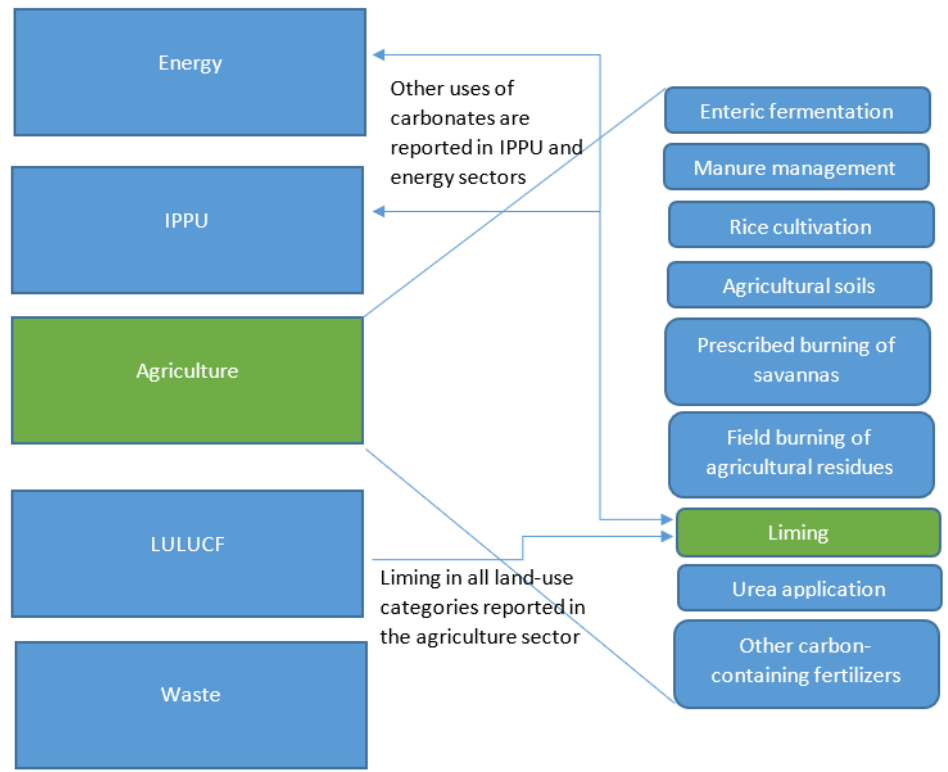 Energy
IPPU
Agriculture
LULUCF
Waste
Other uses of
carbonates are
reported in IPPU and
energy sectors
Liming in all land-use
categories reported in
the agriculture sector
Enteric fermentation
Manure management
Rice cultivation
Agricultural soils
Prescribed burning of
savannas
Field burning of
agricultural residues
Liming
Urea application
Other carbon-
containing fertilizers